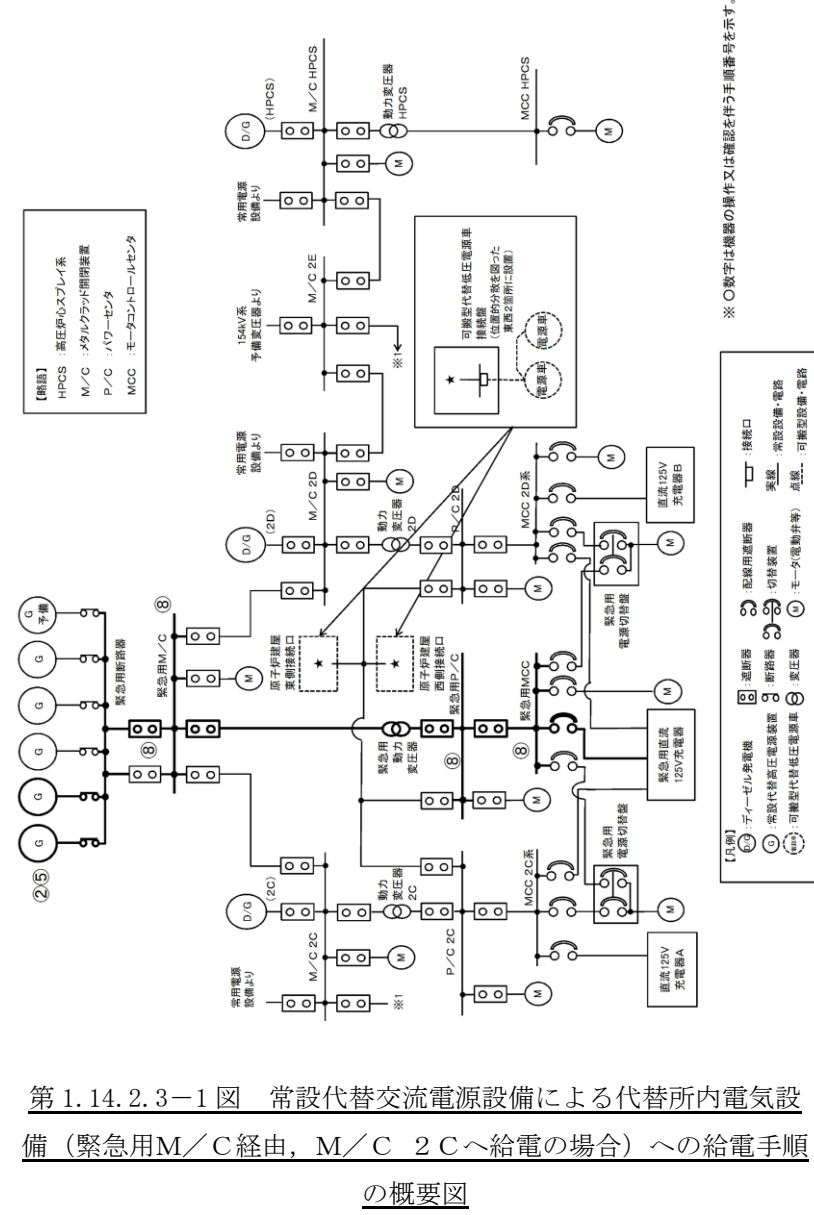 【略語】
HPCS :高圧炉心スプレイ系
M/C :メタルクラッド開閉装置
P/C :パワーセンタ
MCC :モータコントロールセンタ
②⑤
G
G
G
G
G
G
予備
緊急用断路器
⑧
緊急用M/C
⑧
M
D/G
(2C)
常用電源
設備より
M/C 2C
※1
M
動力
変圧器
2C
P/C 2C
M
MCC 2C系
直流125V
充電器A
緊急用
電源切替盤
M
緊急用
動力
変圧器
緊急用P/C
⑧
M
緊急用MCC
⑧
M
緊急用直流
125V充電器
原子炉建屋
東側接続口
★
原子炉建屋
西側接続口
★
D/G
(2D)
常用電源
設備より
M/C 2D
M
動力
変圧器
2D
P/C 2D
M
MCC 2D系
M
直流125V
充電器B
緊急用
電源切替盤
M
154kV系
予備変圧器より
M/C 2E
※1
可搬型代替低圧電源車
接続盤
(位置的分散を図った
東西2箇所に設置)
★
電源車
電源車
D/G
(HPCS)
常用電源
設備より
M/C HPCS
M
動力変圧器
HPCS
MCC HPCS
M
【凡例】
D/G :ディーゼル発電機
G :常設代替高圧電源装置
電源車 :可搬型代替低圧電源車
:遮断器
:断路器
:変圧器
:配線用遮断器
:切替装置
M :モータ(電動弁等)
:接続口
実線 :常設設備・電路
点線 :可搬型設備・電路
※ ○数字は機器の操作又は確認を伴う手順番号を示す。
第 1.14.2.3－1 図　常設代替交流電源設備による代替所内電気設
備（緊急用M／C経由，M／C　2Cへ給電の場合）への給電手順
の概要図